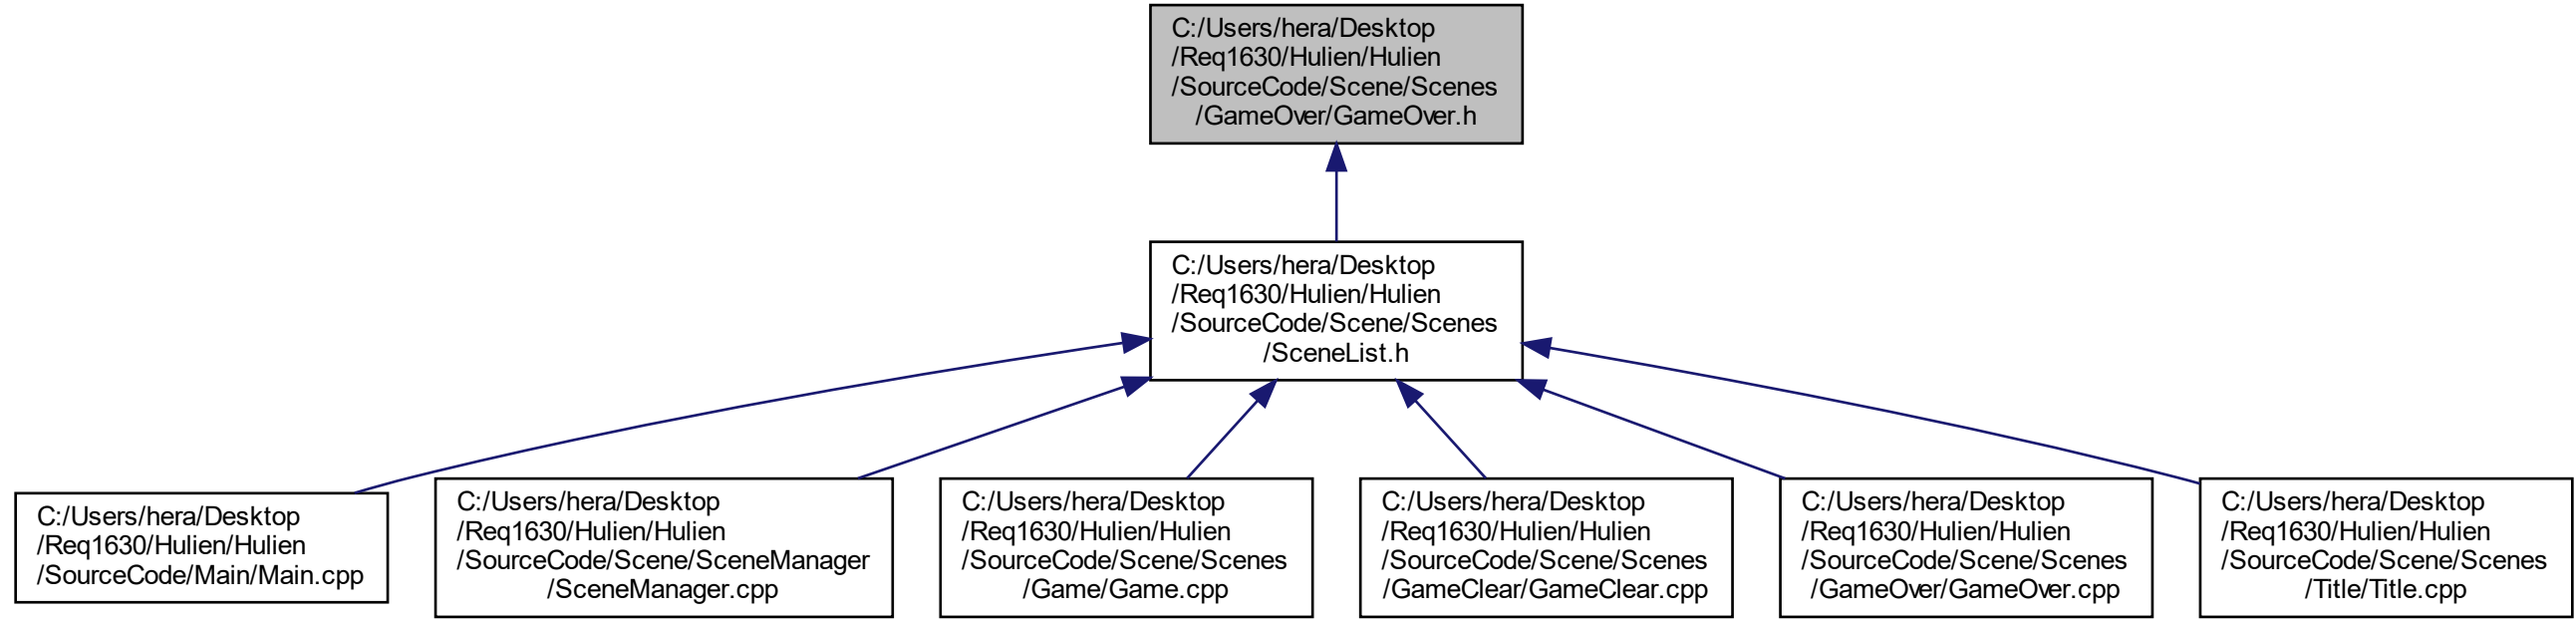 C:/Users/hera/Desktop
/Req1630/Hulien/Hulien
/SourceCode/Scene/Scenes
/GameOver/GameOver.h
C:/Users/hera/Desktop
/Req1630/Hulien/Hulien
/SourceCode/Scene/Scenes
/SceneList.h
C:/Users/hera/Desktop
/Req1630/Hulien/Hulien
/SourceCode/Main/Main.cpp
C:/Users/hera/Desktop
/Req1630/Hulien/Hulien
/SourceCode/Scene/SceneManager
/SceneManager.cpp
C:/Users/hera/Desktop
/Req1630/Hulien/Hulien
/SourceCode/Scene/Scenes
/Game/Game.cpp
C:/Users/hera/Desktop
/Req1630/Hulien/Hulien
/SourceCode/Scene/Scenes
/GameClear/GameClear.cpp
C:/Users/hera/Desktop
/Req1630/Hulien/Hulien
/SourceCode/Scene/Scenes
/GameOver/GameOver.cpp
C:/Users/hera/Desktop
/Req1630/Hulien/Hulien
/SourceCode/Scene/Scenes
/Title/Title.cpp